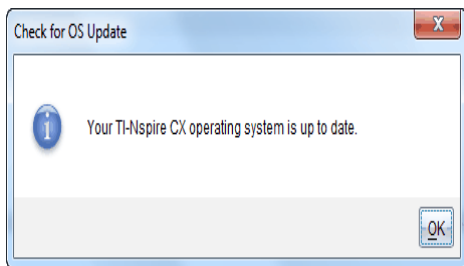 Check for OS Update
Your TI-Nspire CX operating system is up to date.
OK